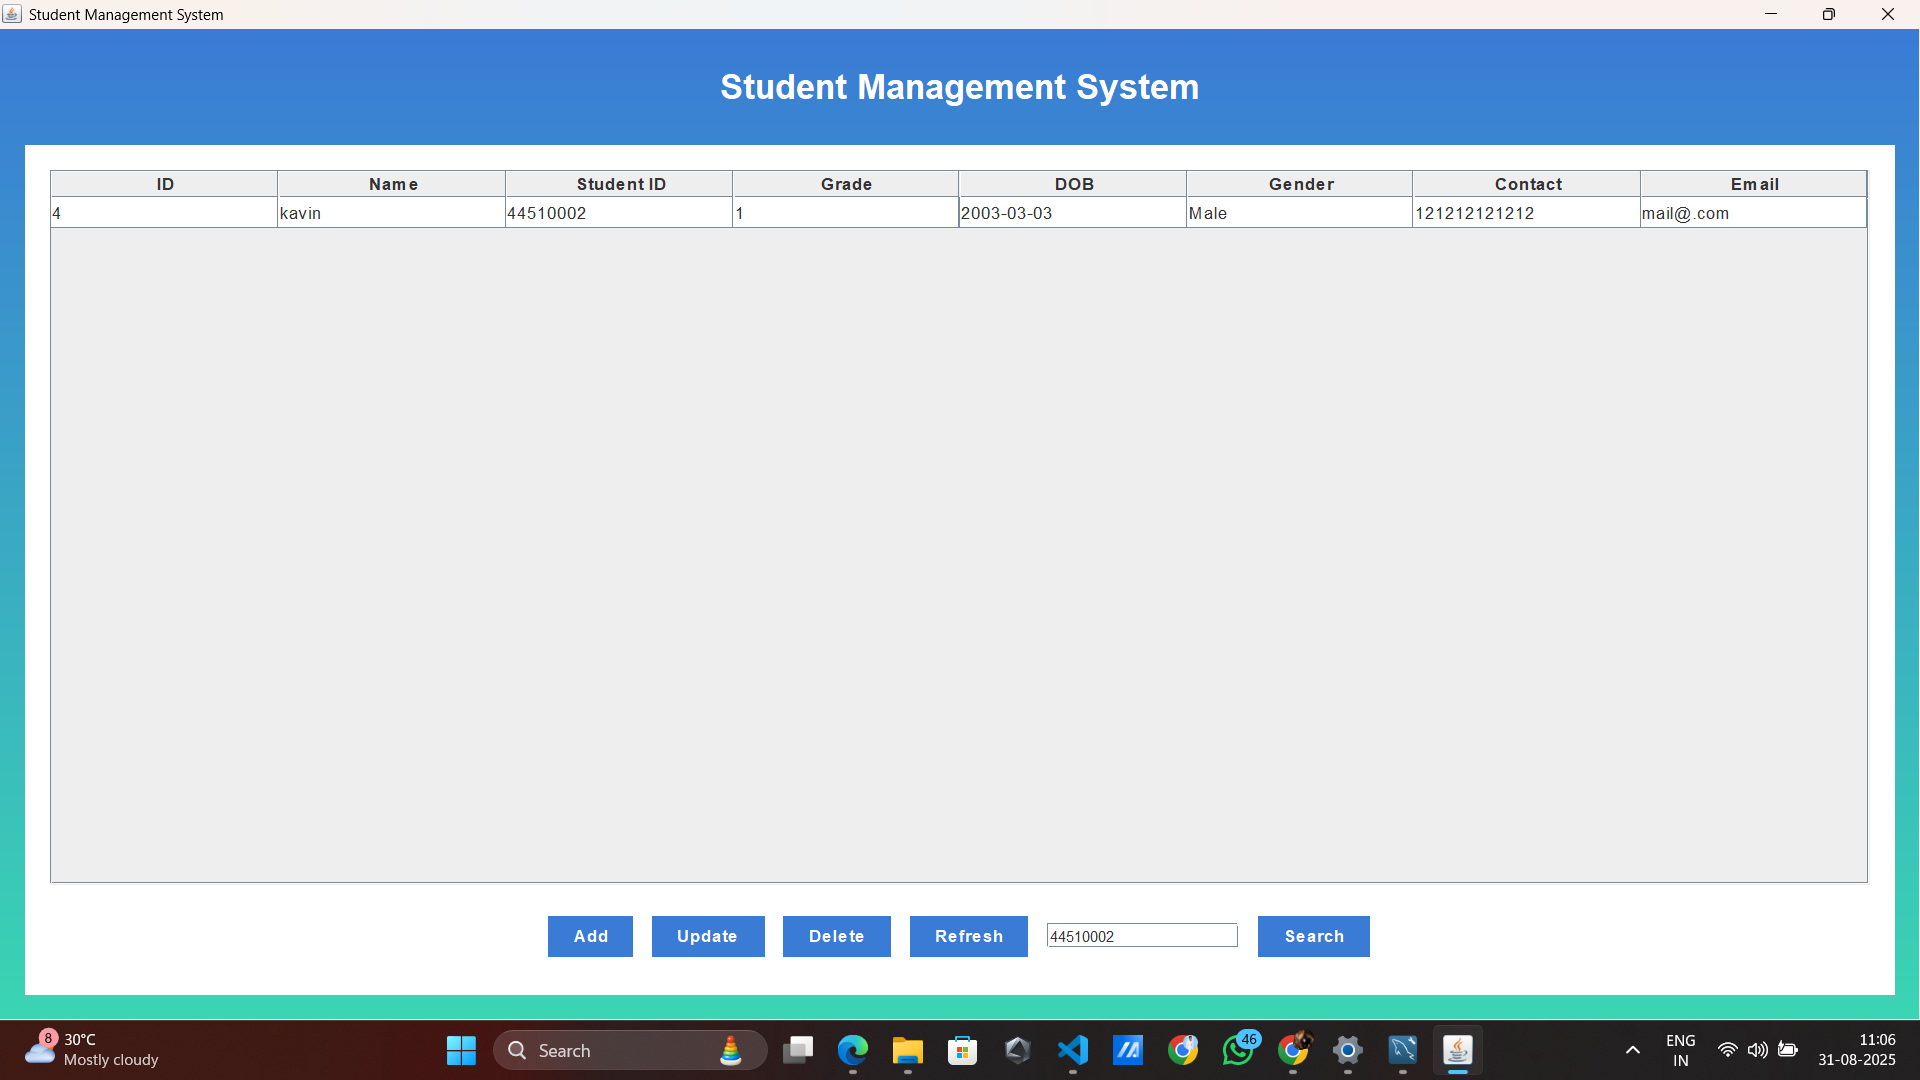 Student Management System
Student Management System
ID Name Student ID Grade DOB Gender Contact Email
4 kavin 44510002 1 2003-03-03 Male 121212121212 mail@.com
Add Update Delete Refresh 44510002 Search
8 30°C
Mostly cloudy
Search
46
ENG
IN
11:06
31-08-2025